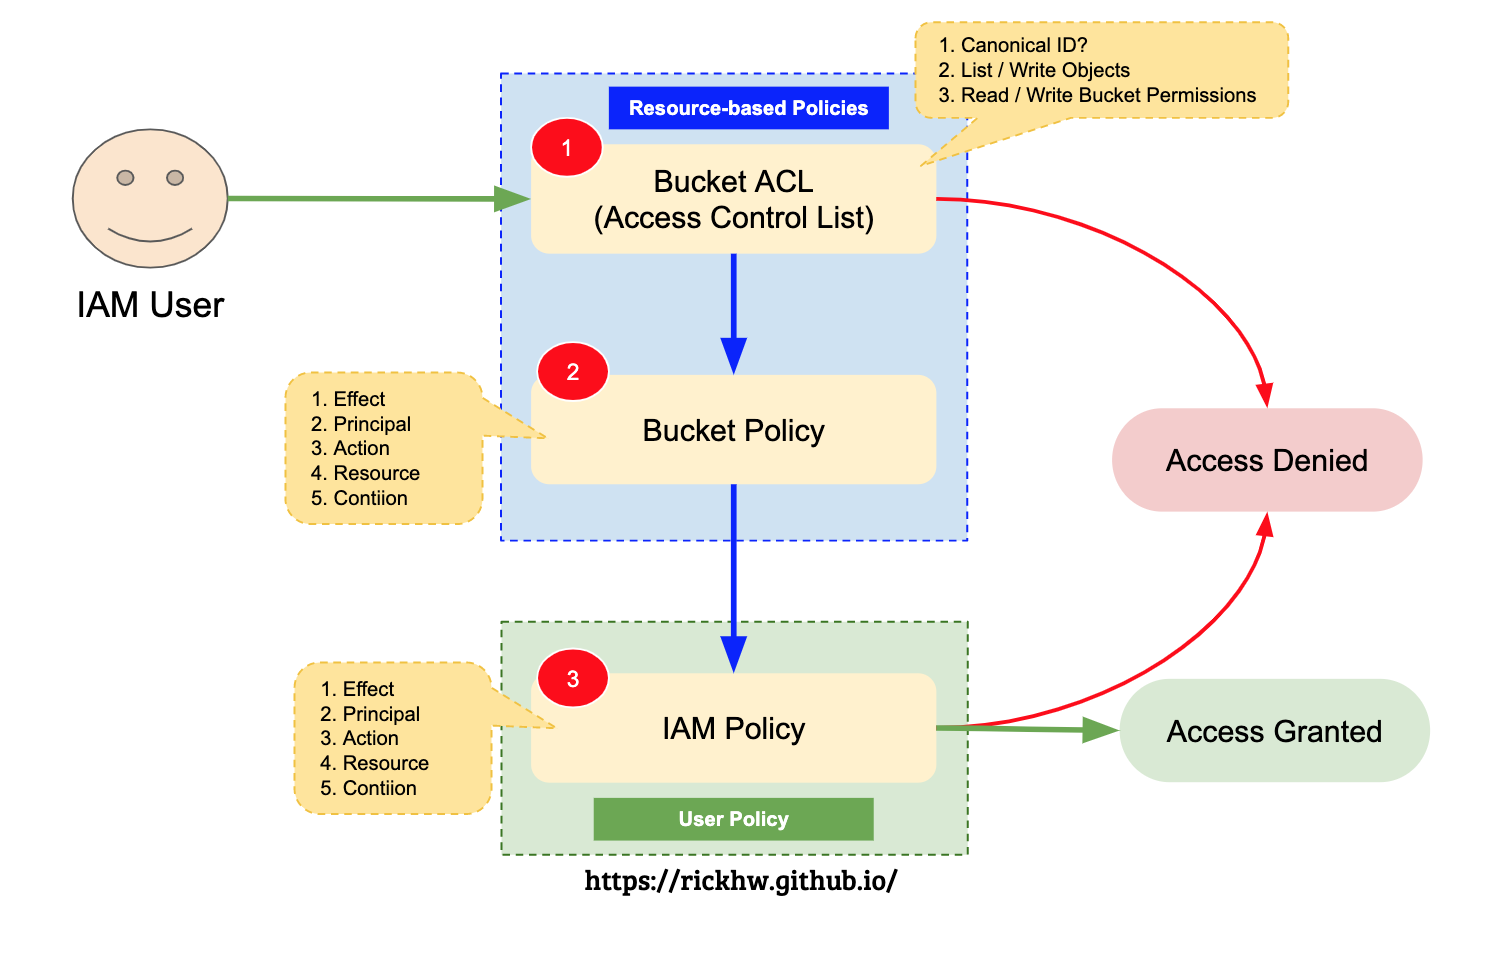 1. Canonical ID?
2. List / Write Objects
3. Read / Write Bucket Permissions
Resource-based Policies
1
Bucket ACL
(Access Control List)
IAM User
2
Bucket Policy
1. Effect
2. Principal
3. Action
4. Resource
5. Contiion
Access Denied
3
IAM Policy
1. Effect
2. Principal
3. Action
4. Resource
5. Contiion
Access Granted
User Policy
https://rickhw.github.io/